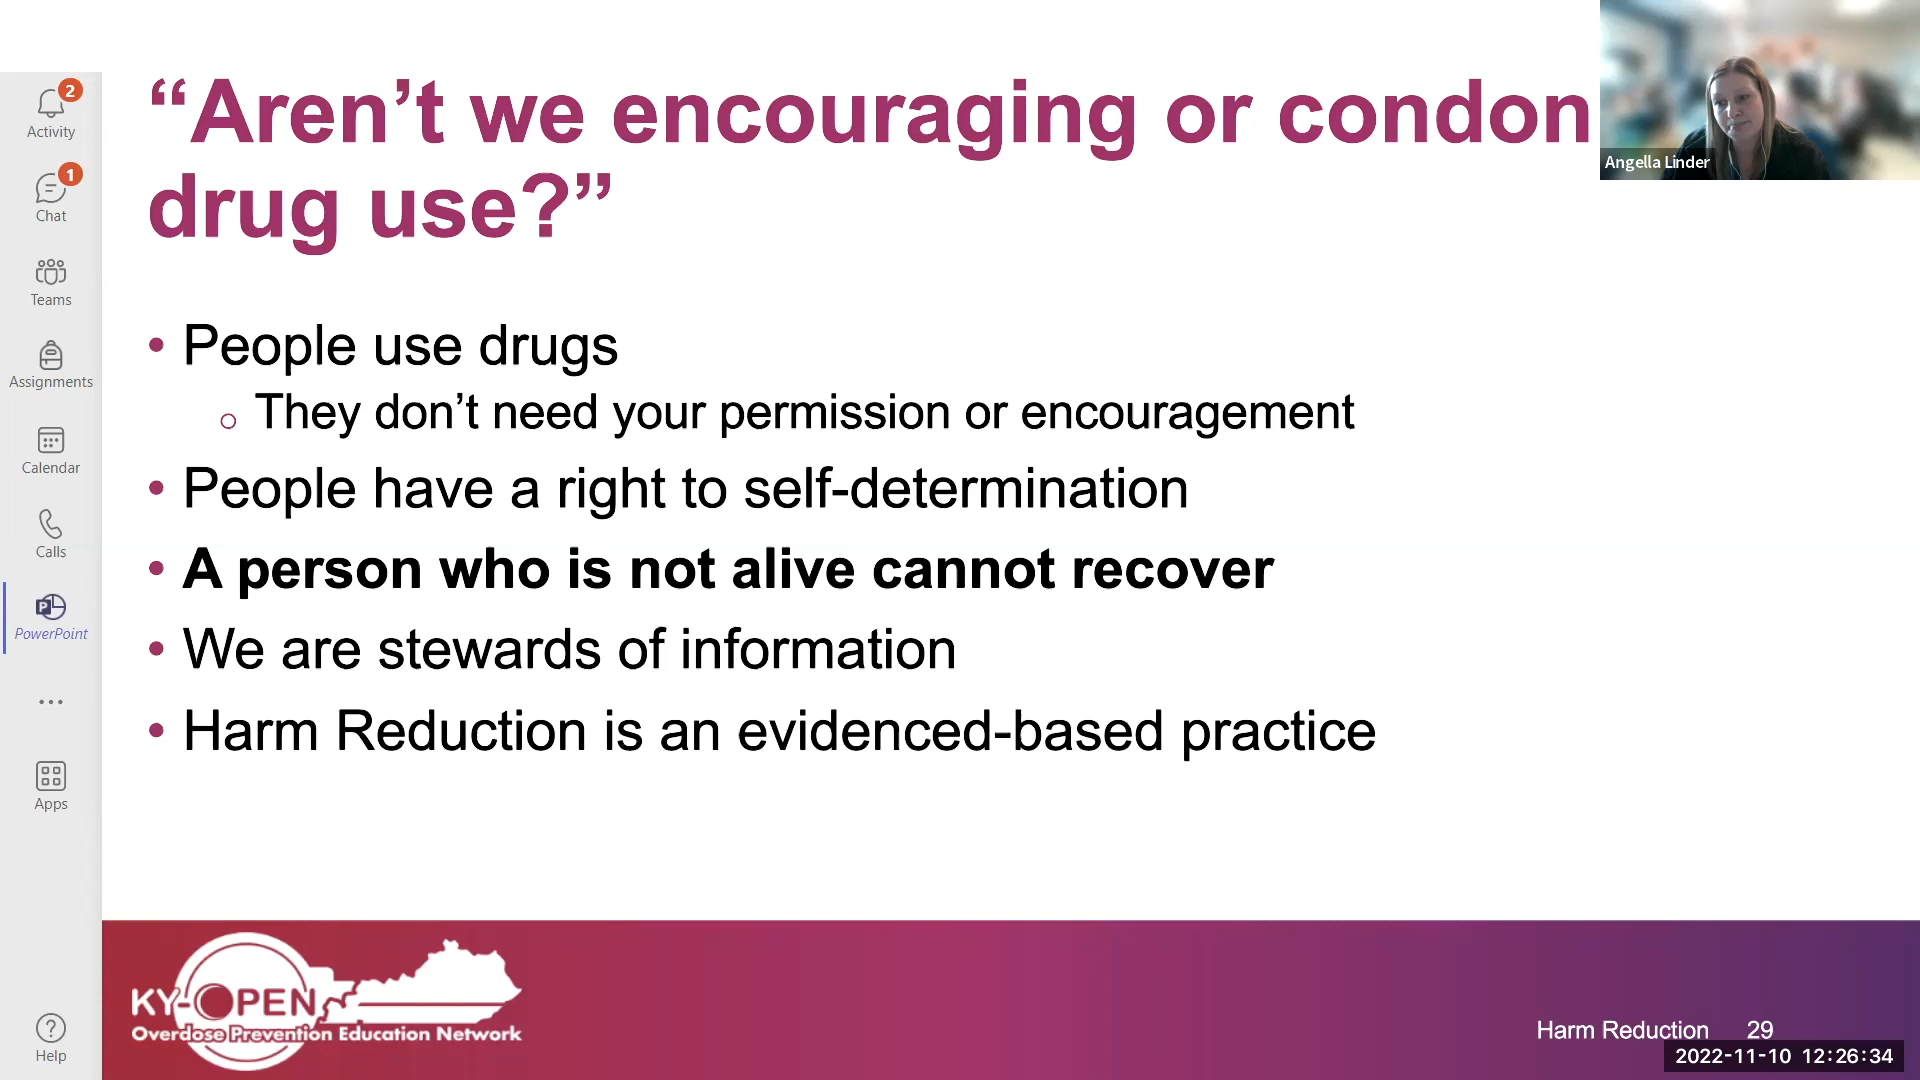 “Aren’t we encouraging or condon
drug use?”
Angella Linder
2
Activity
1
Chat
Teams
Assignments
Calendar
Calls
PowerPoint
Apps
Help
• People use drugs
○ They don’t need your permission or encouragement
• People have a right to self-determination
• A person who is not alive cannot recover
• We are stewards of information
• Harm Reduction is an evidenced-based practice
KY-OPEN
Overdose Prevention Education Network
Harm Reduction 29
2022-11-10 12:26:34